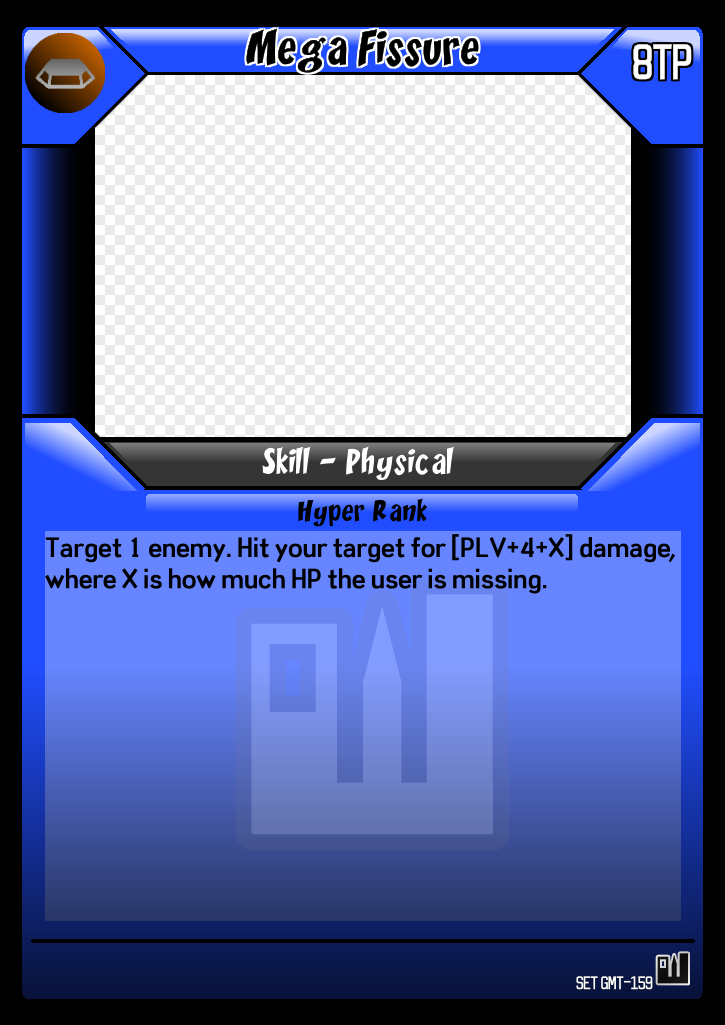 Mega Fissure
8TP
Skill - Physical
Hyper Rank
Target 1 enemy. Hit your target for [PLV+4+X] damage,
where X is how much HP the user is missing.
SET GMT-159